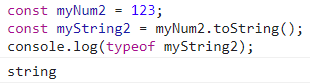 const myNum2 = 123;
const myString2 = myNum2.toString();
console.log(typeof myString2);
string